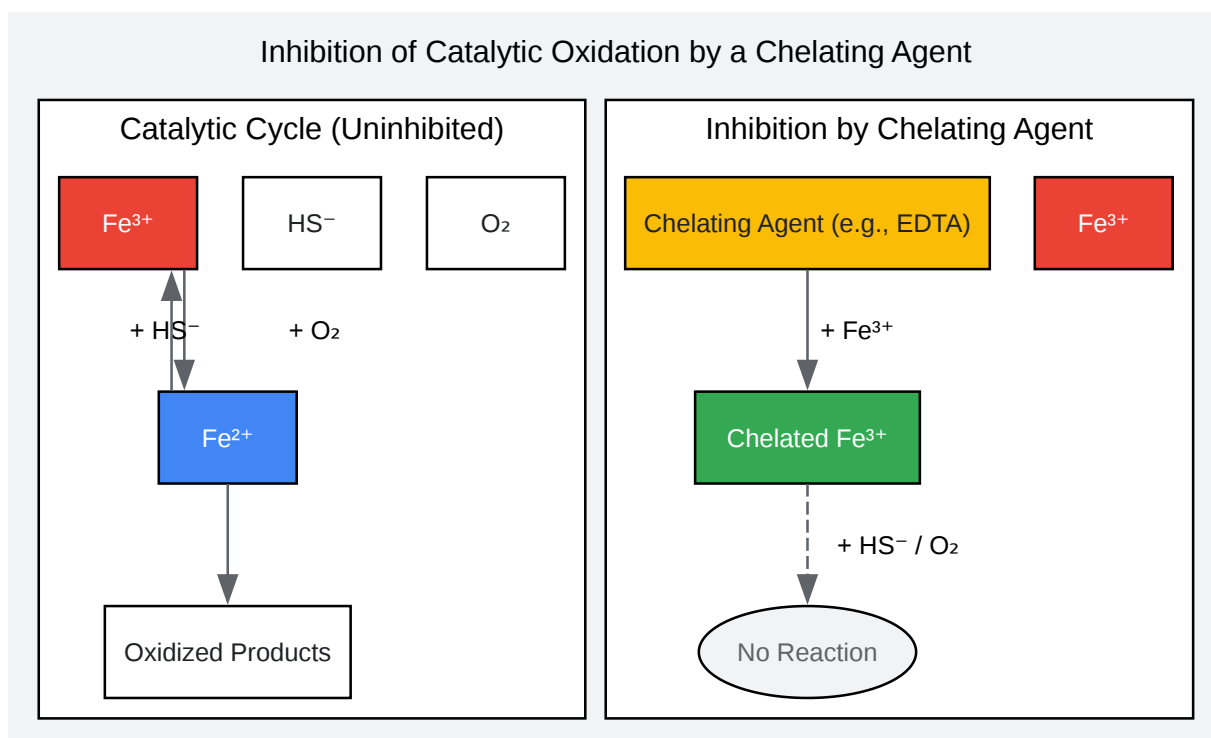 Inhibition of Catalytic Oxidation by a Chelating Agent
Catalytic Cycle (Uninhibited)
Fe³⁺
HS⁻
O₂
+ HS⁻
+ O₂
Fe²⁺
Oxidized Products
Inhibition by Chelating Agent
Chelating Agent (e.g., EDTA)
Fe³⁺
+ Fe³⁺
Chelated Fe³⁺
+ HS⁻ / O₂
No Reaction